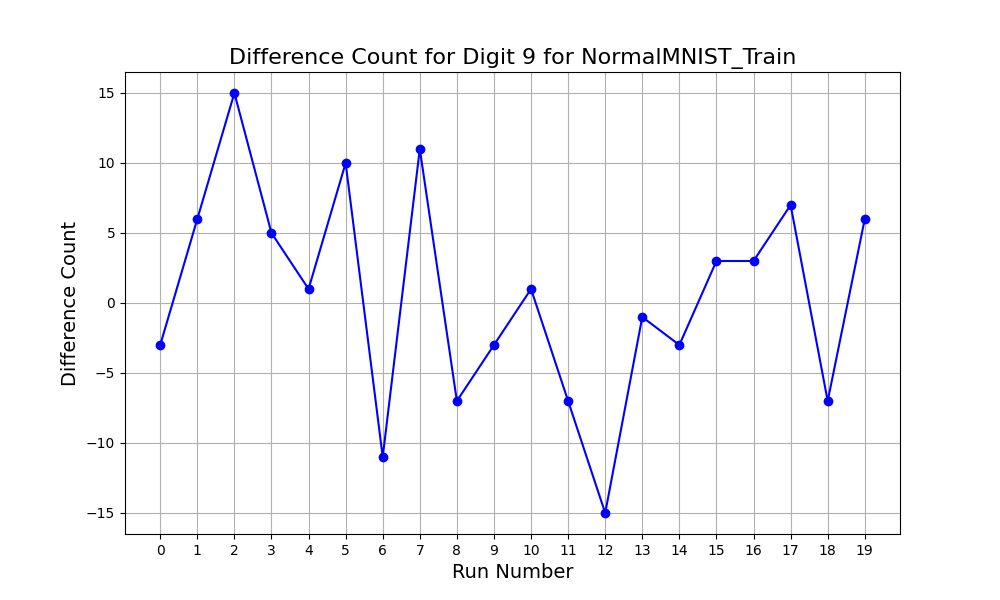 Difference Count for Digit 9 for NormalMNIST_Train
15
10
5
0
−5
−10
−15
Difference Count
0 1 2 3 4 5 6 7 8 9 10 11 12 13 14 15 16 17 18 19
Run Number